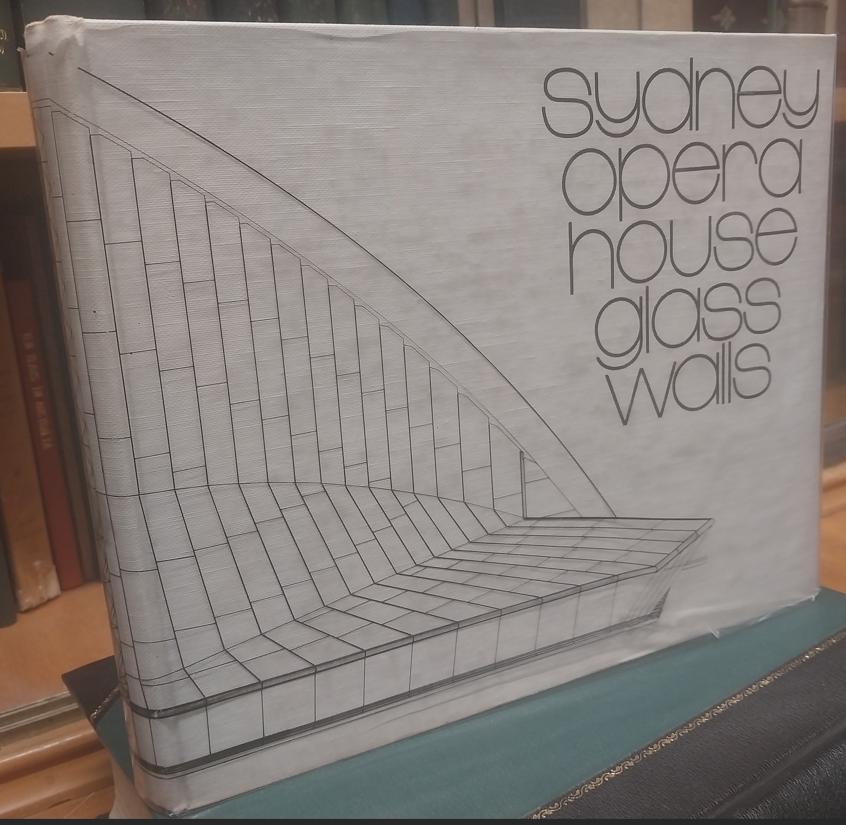 sydney
opera
house
glass
walls